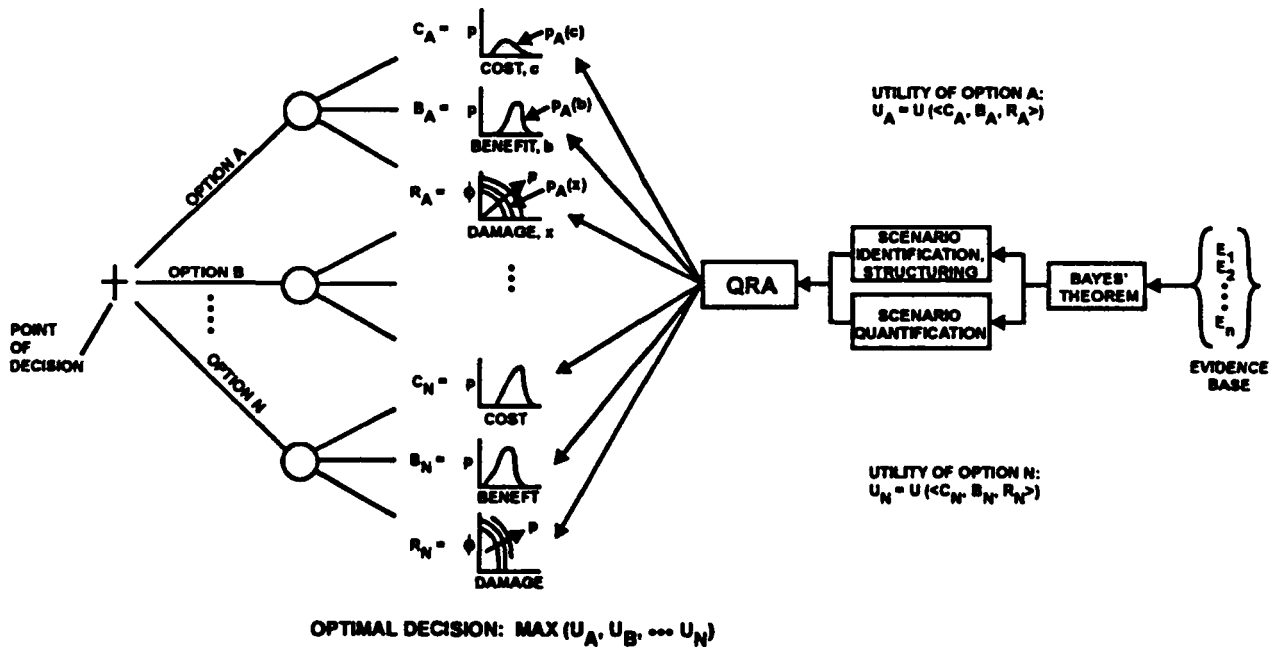 C_A =
P
P_A(c)
COST, c
B_A =
P
P_A(b)
BENEFIT, b
R_A =
ϕ
P
P_A(x)
DAMAGE, x
OPTION A
OPTION B
OPTION N
POINT
OF
DECISION
C_N =
P
COST
B_N =
P
BENEFT
R_N =
ϕ
P
DAMAGE
QRA
SCENARIO
IDENTIFICATION,
STRUCTURING
SCENARIO
QUANTIFICATION
BAYES'
THEOREM
E_1
E_2
E_n
EVIDENCE
BASE
UTILITY OF OPTION A:
U_A = U (<C_A, B_A, R_A>)
UTILITY OF OPTION N:
U_N = U (<C_N, B_N, R_N>)
OPTIMAL DECISION: MAX (U_A, U_B, ••• U_N)